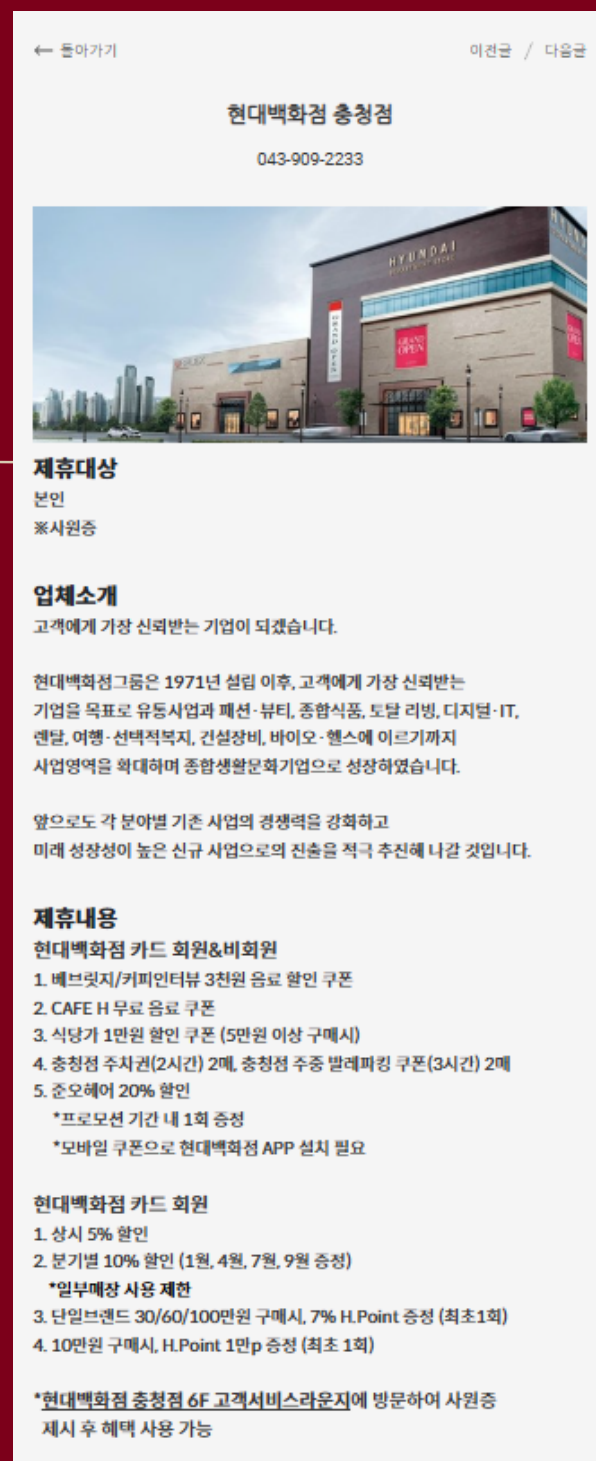 ← 돌아가기
이전글 / 다음글
현대백화점 충청점
043-909-2233
HYUNDAI
GRAND OPEN
GRAND
OPEN
제휴대상
본인
※사원증
업체소개
고객에게 가장 신뢰받는 기업이 되겠습니다.
현대백화점그룹은 1971년 설립 이후, 고객에게 가장 신뢰받는
기업을 목표로 유통사업과 패션·뷰티, 종합식품, 토탈 리빙, 디지털·IT,
렌탈, 여행·선택적복지, 건설장비, 바이오·헬스에 이르기까지
사업영역을 확대하며 종합생활문화기업으로 성장하였습니다.
앞으로도 각 분야별 기존 사업의 경쟁력을 강화하고
미래 성장성이 높은 신규 사업으로의 진출을 적극 추진해 나갈 것입니다.
제휴내용
현대백화점 카드 회원&비회원
1. 베브릿지/커피인터뷰 3천원 음료 할인 쿠폰
2. CAFE H 무료 음료 쿠폰
3. 식당가 1만원 할인 쿠폰 (5만원 이상 구매시)
4. 충청점 주차권(2시간) 2매, 충청점 주중 발레파킹 쿠폰(3시간) 2매
5. 준오헤어 20% 할인
*프로모션 기간 내 1회 증정
*모바일 쿠폰으로 현대백화점 APP 설치 필요
현대백화점 카드 회원
1. 상시 5% 할인
2. 분기별 10% 할인 (1월, 4월, 7월, 9월 증정)
*일부매장 사용 제한
3. 단일브랜드 30/60/100만원 구매시, 7% H.Point 증정 (최초1회)
4. 10만원 구매시, H.Point 1만p 증정 (최초 1회)
*현대백화점 충청점 6F 고객서비스라운지에 방문하여 사원증
제시 후 혜택 사용 가능